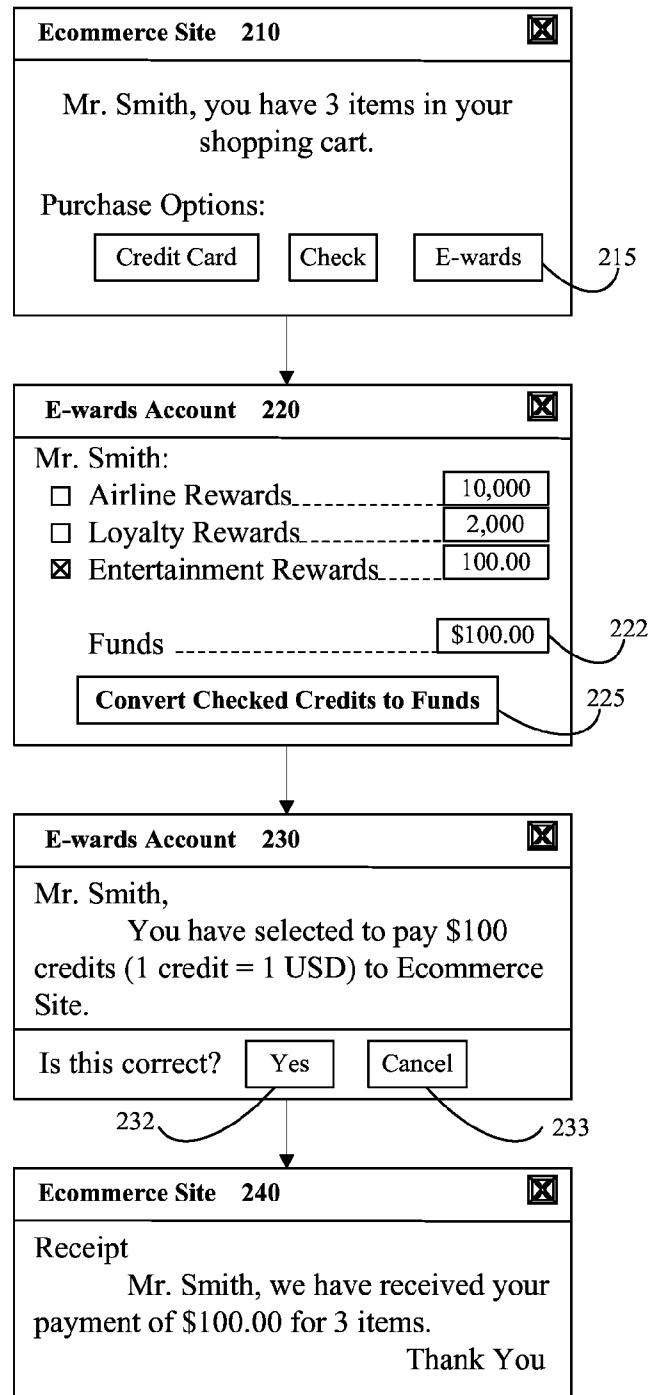 Ecommerce Site 210
Mr. Smith, you have 3 items in your
shopping cart.
Purchase Options:
Credit Card Check E-wards 215
E-wards Account 220
Mr. Smith:
Airline Rewards 10,000
Loyalty Rewards 2,000
Entertainment Rewards 100.00
Funds $100.00 222
Convert Checked Credits to Funds 225
E-wards Account 230
Mr. Smith,
You have selected to pay $100
credits (1 credit = 1 USD) to Ecommerce
Site.
Is this correct? Yes Cancel
232 233
Ecommerce Site 240
Receipt
Mr. Smith, we have received your
payment of $100.00 for 3 items.
Thank You